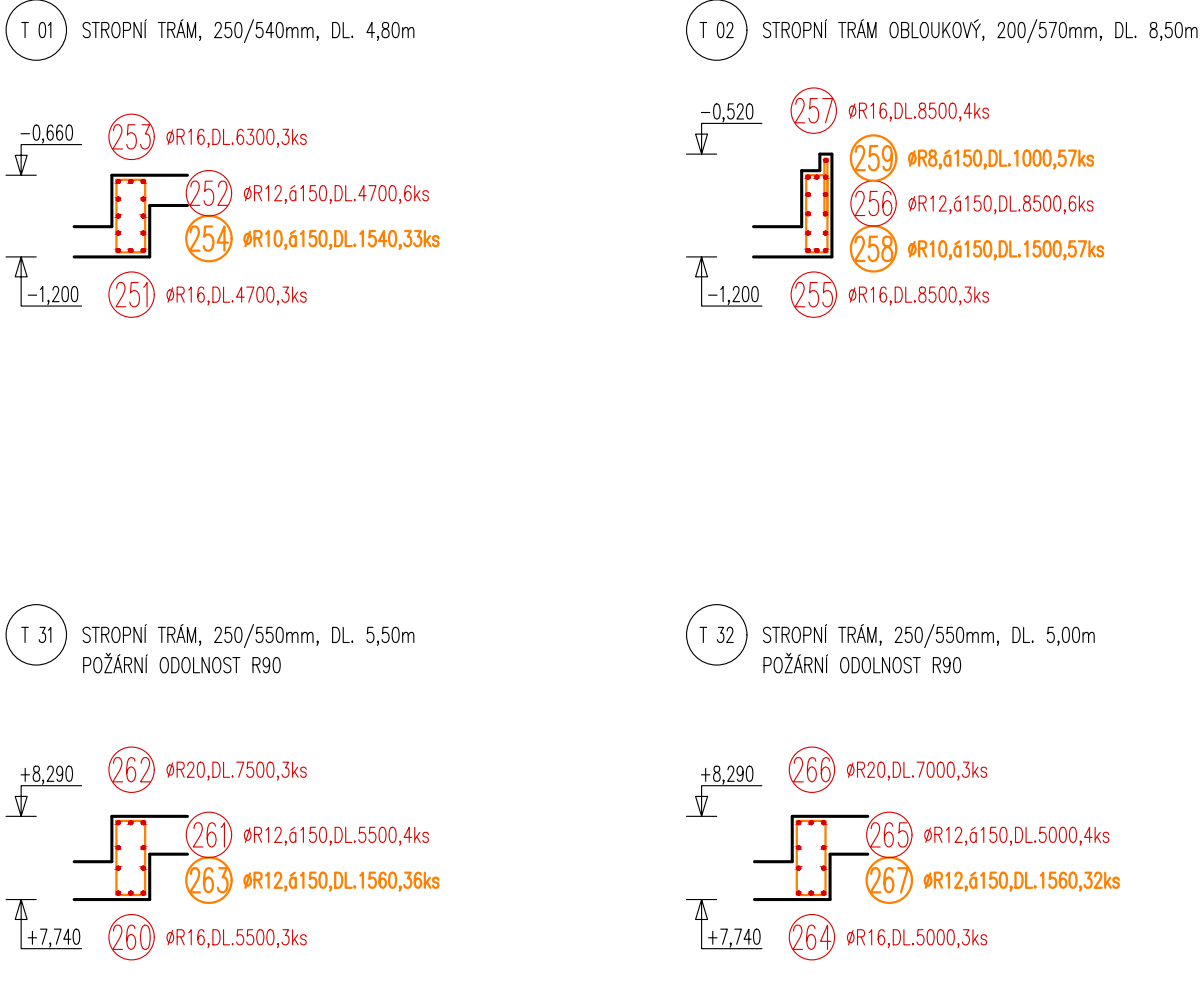 T 01 STROPNÍ TRÁM, 250/540mm, DL. 4,80m
-0,660
253 øR16,DL.6300,3ks
252 øR12,á150,DL.4700,6ks
254 øR10,á150,DL.1540,33ks
-1,200
251 øR16,DL.4700,3ks
T 02 STROPNÍ TRÁM OBLOUKOVÝ, 200/570mm, DL. 8,50m
-0,520
257 øR16,DL.8500,4ks
259 øR8,á150,DL.1000,57ks
256 øR12,á150,DL.8500,6ks
258 øR10,á150,DL.1500,57ks
-1,200
255 øR16,DL.8500,3ks
T 31 STROPNÍ TRÁM, 250/550mm, DL. 5,50m
POŽÁRNÍ ODOLNOST R90
+8,290
262 øR20,DL.7500,3ks
261 øR12,á150,DL.5500,4ks
263 øR12,á150,DL.1560,36ks
+7,740
260 øR16,DL.5500,3ks
T 32 STROPNÍ TRÁM, 250/550mm, DL. 5,00m
POŽÁRNÍ ODOLNOST R90
+8,290
266 øR20,DL.7000,3ks
265 øR12,á150,DL.5000,4ks
267 øR12,á150,DL.1560,32ks
+7,740
264 øR16,DL.5000,3ks